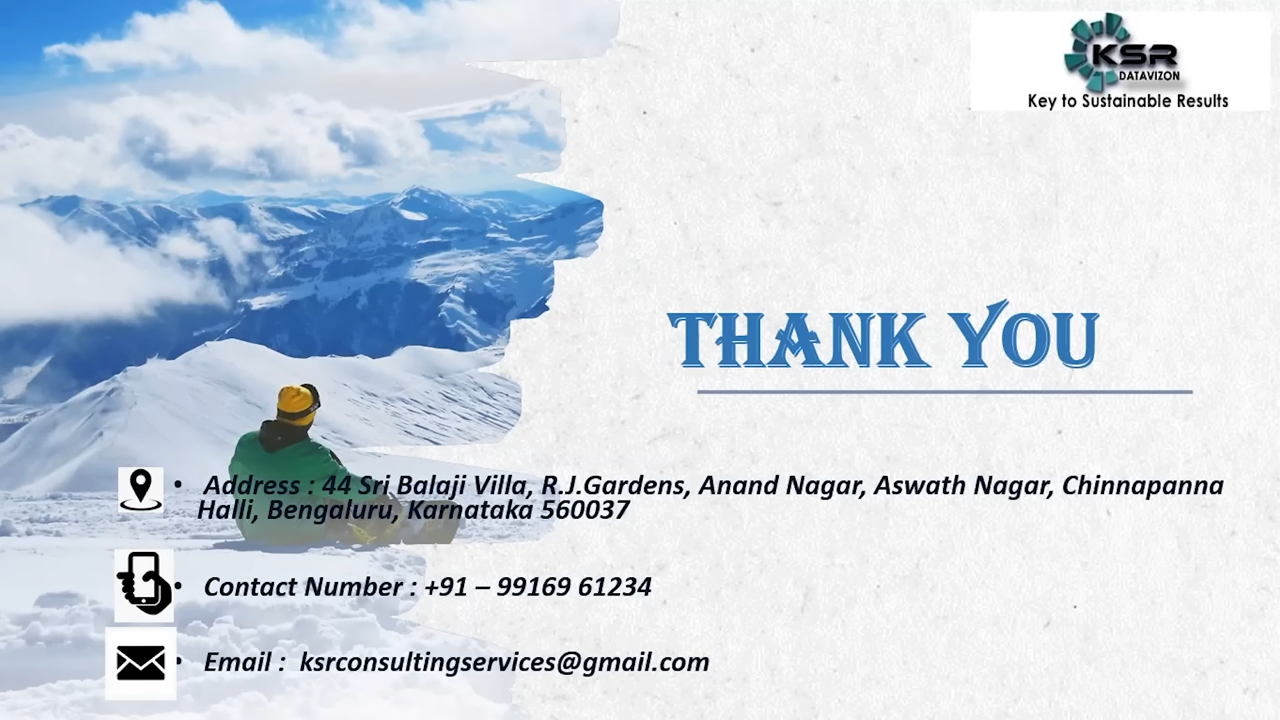 KSR
DATAVIZON
Key to Sustainable Results
THANK YOU
• Address : 44 Sri Balaji Villa, R.J.Gardens, Anand Nagar, Aswath Nagar, Chinnapanna
Halli, Bengaluru, Karnataka 560037
• Contact Number : +91 – 99169 61234
• Email : ksrconsultingservices@gmail.com